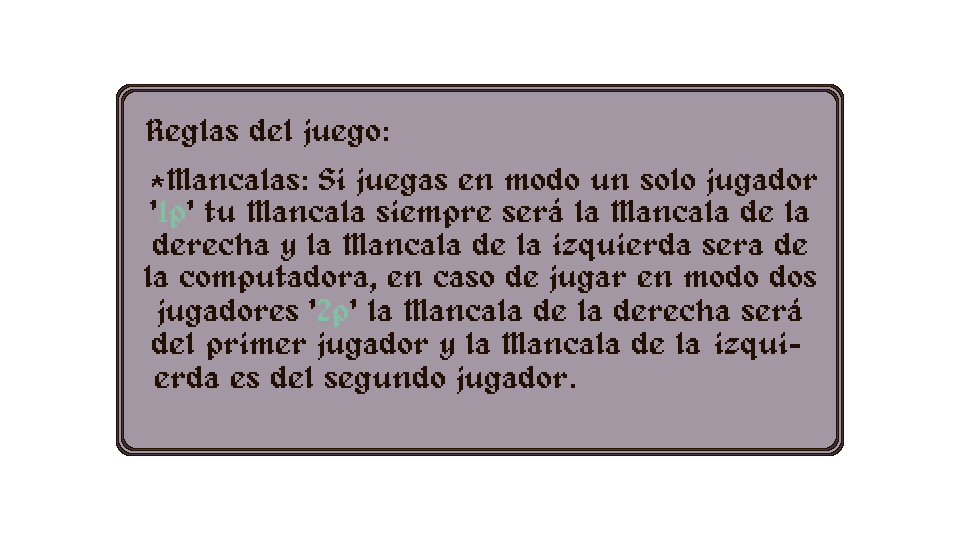 Reglas del juego:
*Mancalas: Si juegas en modo un solo jugador
'1p' tu Mancala siempre será la Mancala de la
derecha y la Mancala de la izquierda sera de
la computadora, en caso de jugar en modo dos
jugadores '2p' la Mancala de la derecha será
del primer jugador y la Mancala de la izqui-
erda es del segundo jugador.